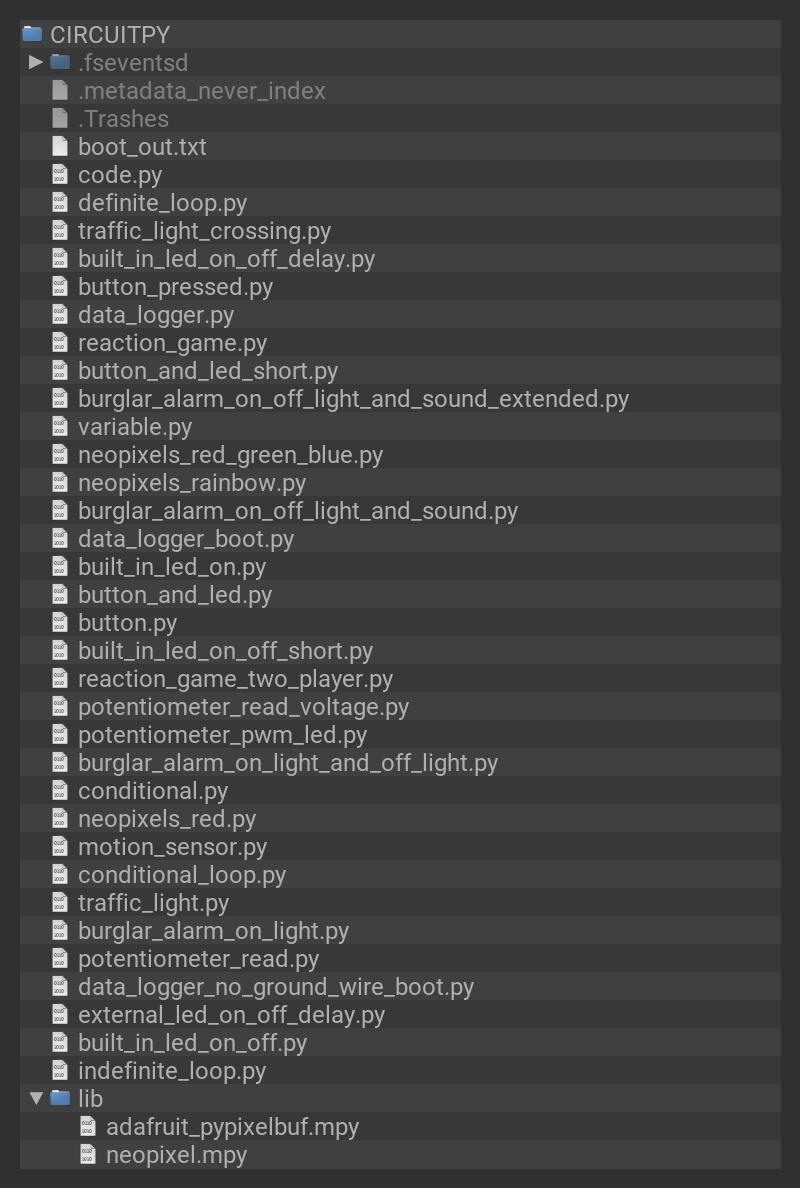 CIRCUITPY
.fseventsd
.metadata_never_index
.Trashes
boot_out.txt
code.py
definite_loop.py
traffic_light_crossing.py
built_in_led_on_off_delay.py
button_pressed.py
data_logger.py
reaction_game.py
button_and_led_short.py
burglar_alarm_on_off_light_and_sound_extended.py
variable.py
neopixels_red_green_blue.py
neopixels_rainbow.py
burglar_alarm_on_off_light_and_sound.py
data_logger_boot.py
built_in_led_on.py
button_and_led.py
button.py
built_in_led_on_off_short.py
reaction_game_two_player.py
potentiometer_read_voltage.py
potentiometer_pwm_led.py
burglar_alarm_on_light_and_off_light.py
conditional.py
neopixels_red.py
motion_sensor.py
conditional_loop.py
traffic_light.py
burglar_alarm_on_light.py
potentiometer_read.py
data_logger_no_ground_wire_boot.py
external_led_on_off_delay.py
built_in_led_on_off.py
indefinite_loop.py
lib
adafruit_pypixelbuf.mpy
neopixel.mpy